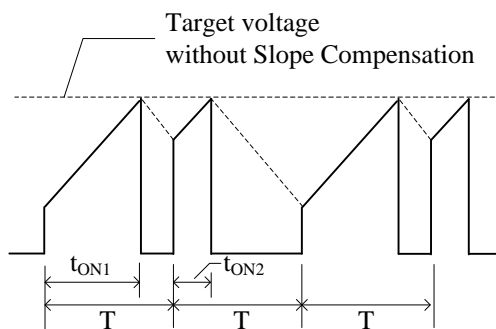 Target voltage
without Slope Compensation
tON1
tON2
T
T
T